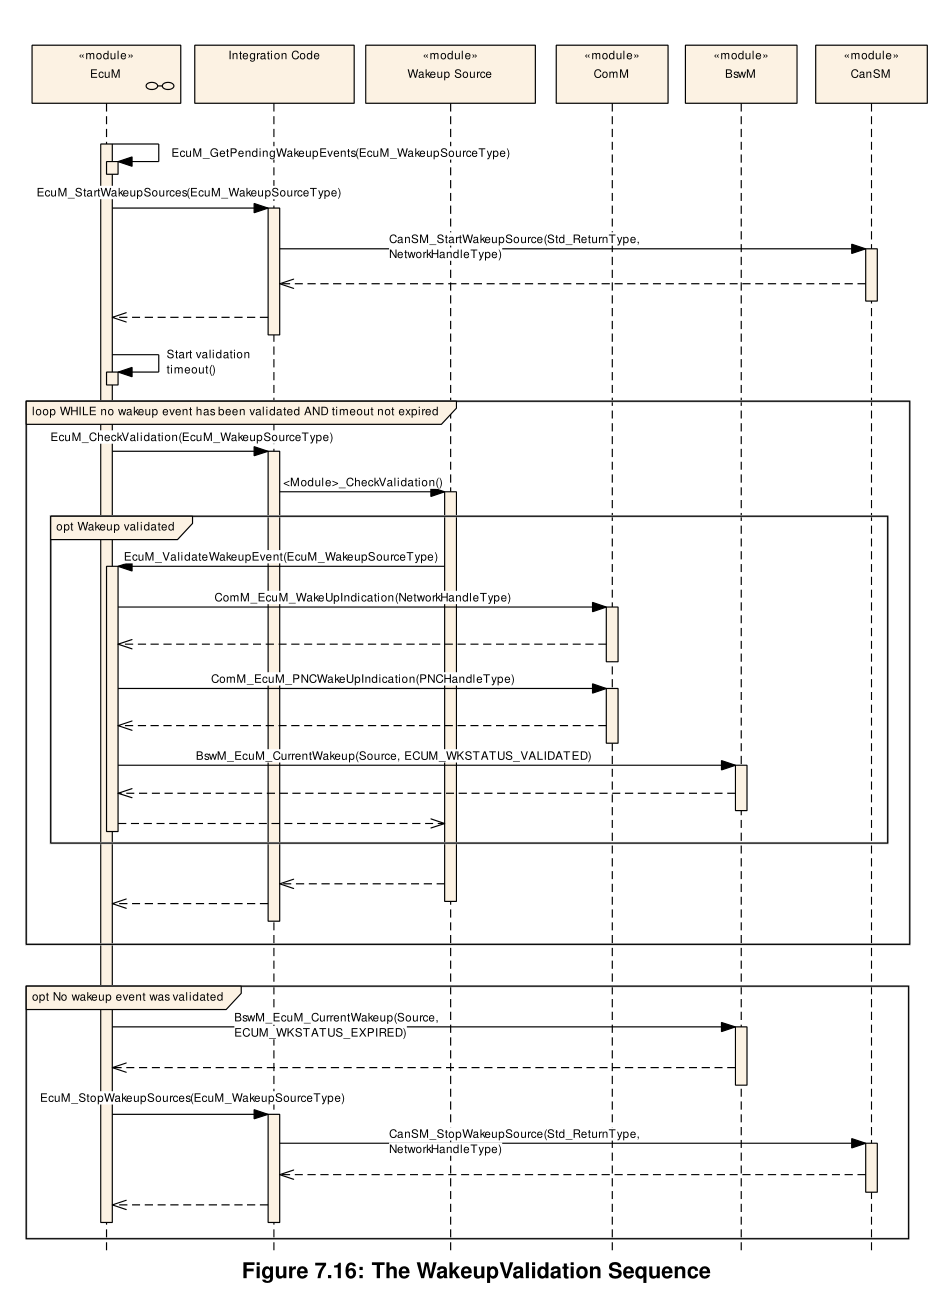 «module»
EcuM
Integration Code
«module»
Wakeup Source
«module»
ComM
«module»
BswM
«module»
CanSM
EcuM_GetPendingWakeupEvents(EcuM_WakeupSourceType)
EcuM_StartWakeupSources(EcuM_WakeupSourceType)
CanSM_StartWakeupSource(Std_ReturnType,
NetworkHandleType)
Start validation
timeout()
loop WHILE no wakeup event has been validated AND timeout not expired
EcuM_CheckValidation(EcuM_WakeupSourceType)
<Module>_CheckValidation()
opt Wakeup validated
EcuM_ValidateWakeupEvent(EcuM_WakeupSourceType)
ComM_EcuM_WakeUpIndication(NetworkHandleType)
ComM_EcuM_PNCWakeUpIndication(PNCHandleType)
BswM_EcuM_CurrentWakeup(Source, ECUM_WKSTATUS_VALIDATED)
opt No wakeup event was validated
BswM_EcuM_CurrentWakeup(Source,
ECUM_WKSTATUS_EXPIRED)
EcuM_StopWakeupSources(EcuM_WakeupSourceType)
CanSM_StopWakeupSource(Std_ReturnType,
NetworkHandleType)
Figure 7.16: The WakeupValidation Sequence